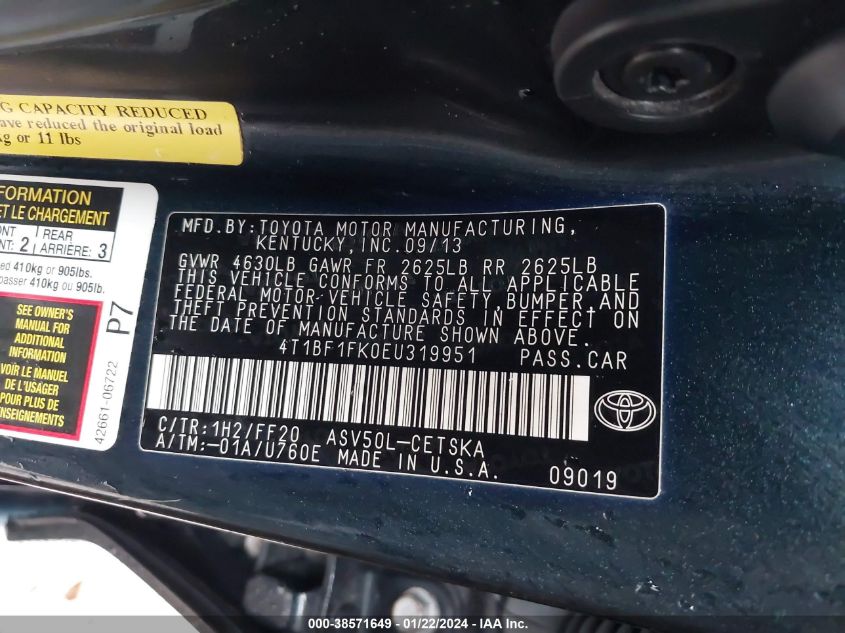 G CAPACITY REDUCED
ave reduced the original load
kg or 11 lbs
FORMATION
ET LE CHARGEMENT
ONT
NT: 2
REAR
ARRIÈRE: 3
ed 410kg or 905lbs.
passer 410kg ou 905lb.
SEE OWNER'S
MANUAL FOR
ADDITIONAL
INFORMATION
VOIR LE MANUEL
DE L'USAGER
POUR PLUS DE
RENSEIGNEMENTS
P7
42661-06722
MFD.BY:TOYOTA MOTOR MANUFACTURING,
KENTUCKY, INC.09/13
GVWR 4630LB GAWR FR 2625LB RR 2625LB
THIS VEHICLE CONFORMS TO ALL APPLICABLE
FEDERAL MOTOR VEHICLE SAFETY,BUMPER,AND
THEFT PREVENTION STANDARDS IN EFFECT ON
THE DATE OF MANUFACTURE SHOWN ABOVE.
4T1BF1FK0EU319951 PASS.CAR
C/TR:1H2/FF20 ASV50L-CETSKA
A/TM:-01A/U760E MADE IN U.S.A. 09019
000-38571649 - 01/22/2024 - IAA Inc.